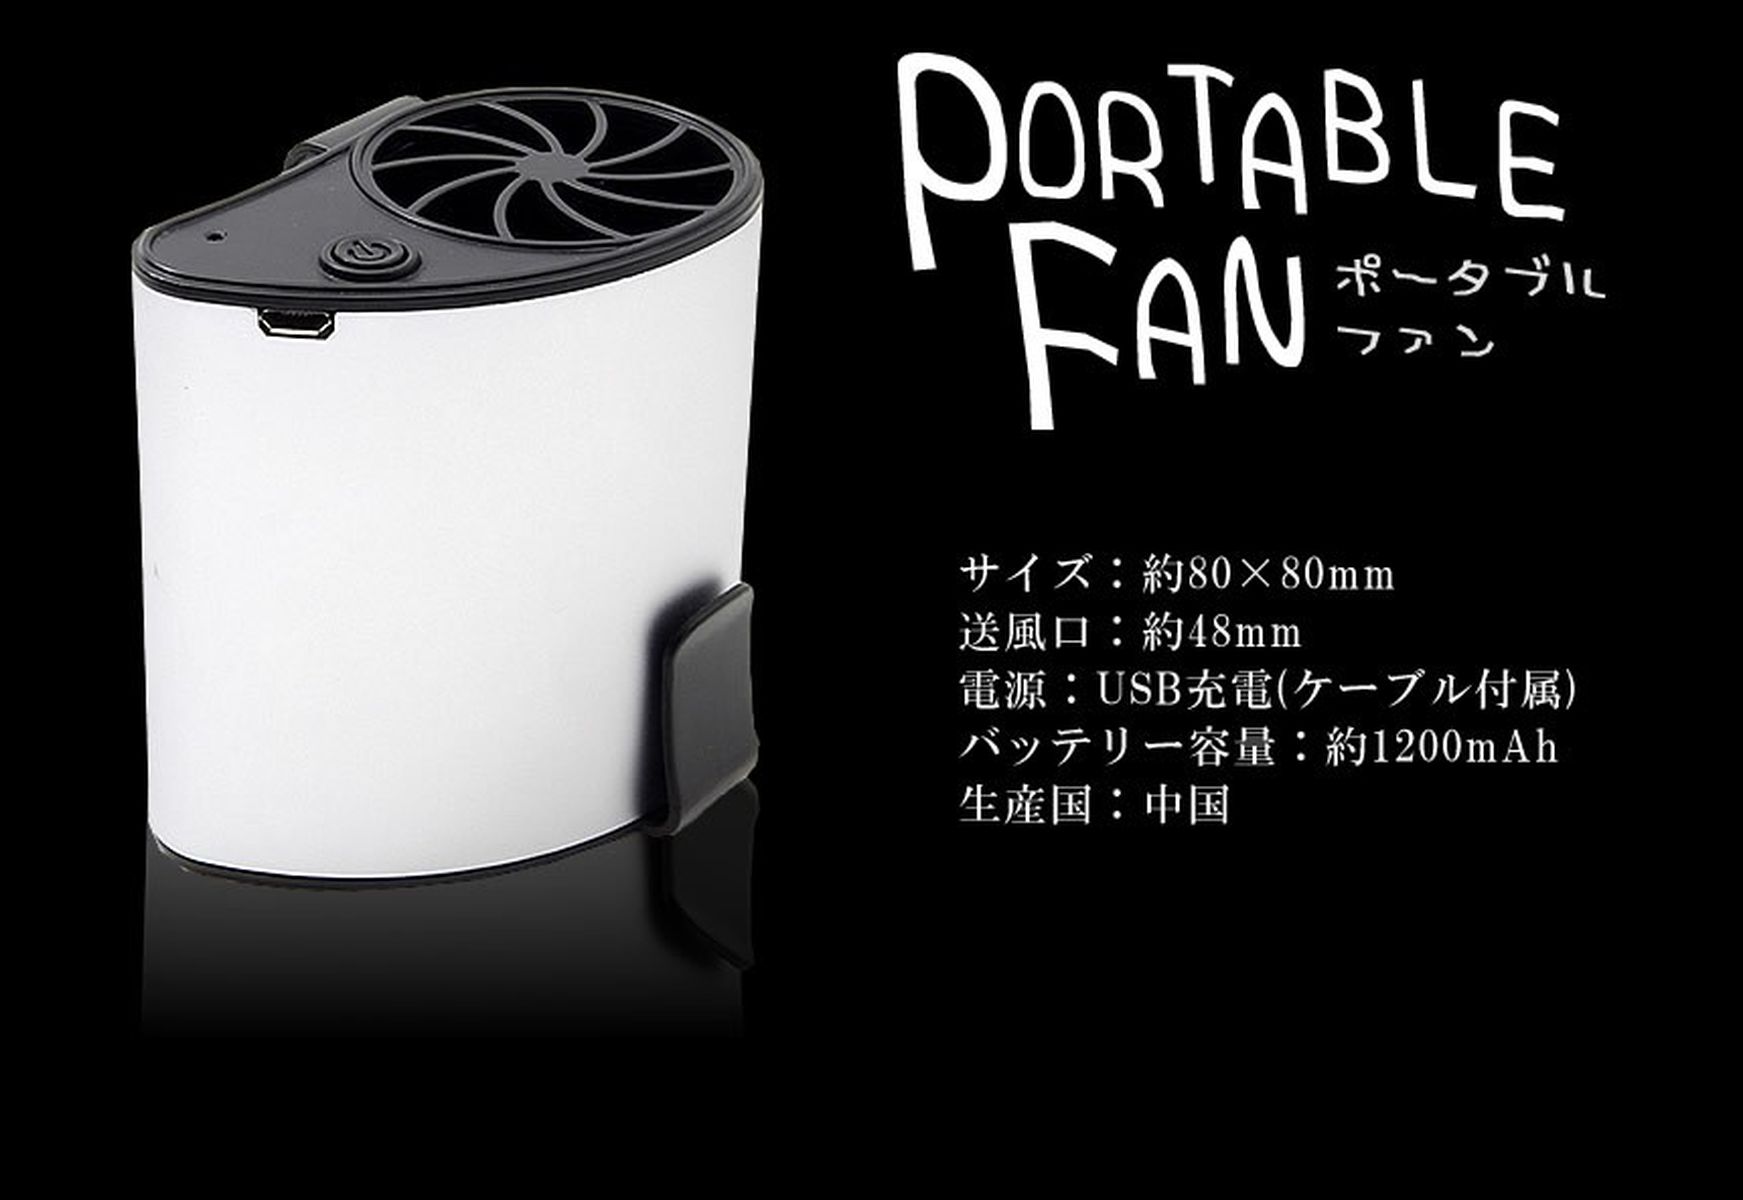 PORTABLE
FAN
ポータブル
ファン
サイズ：約80×80mm
送風口：約48mm
電源：USB充電(ケーブル付属)
バッテリー容量：約1200mAh
生産国：中国